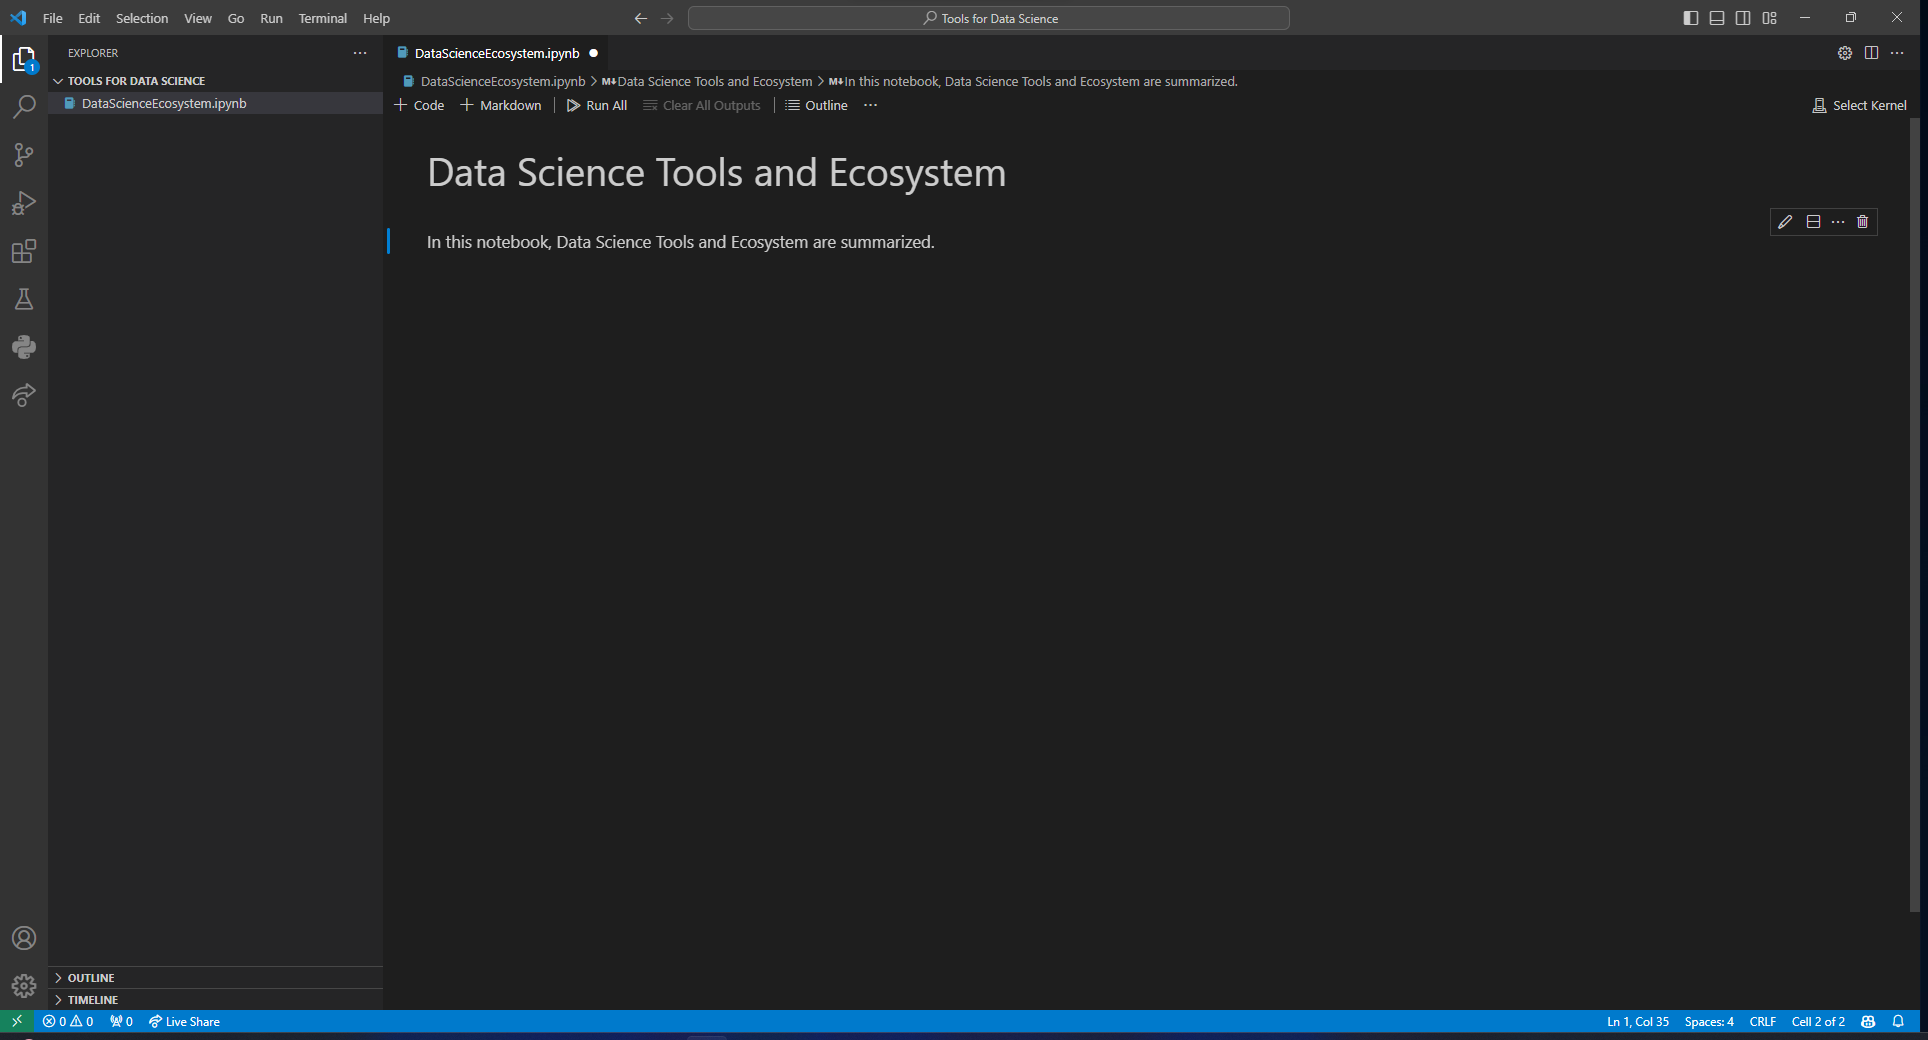 File Edit Selection View Go Run Terminal Help
Tools for Data Science
EXPLORER
1
TOOLS FOR DATA SCIENCE
DataScienceEcosystem.ipynb
DataScienceEcosystem.ipynb
DataScienceEcosystem.ipynb > M Data Science Tools and Ecosystem > M In this notebook, Data Science Tools and Ecosystem are summarized.
+ Code + Markdown Run All Clear All Outputs Outline ...
Select Kernel
Data Science Tools and Ecosystem
In this notebook, Data Science Tools and Ecosystem are summarized.
OUTLINE
TIMELINE
0 0 0 Live Share
Ln 1, Col 35 Spaces: 4 CRLF Cell 2 of 2